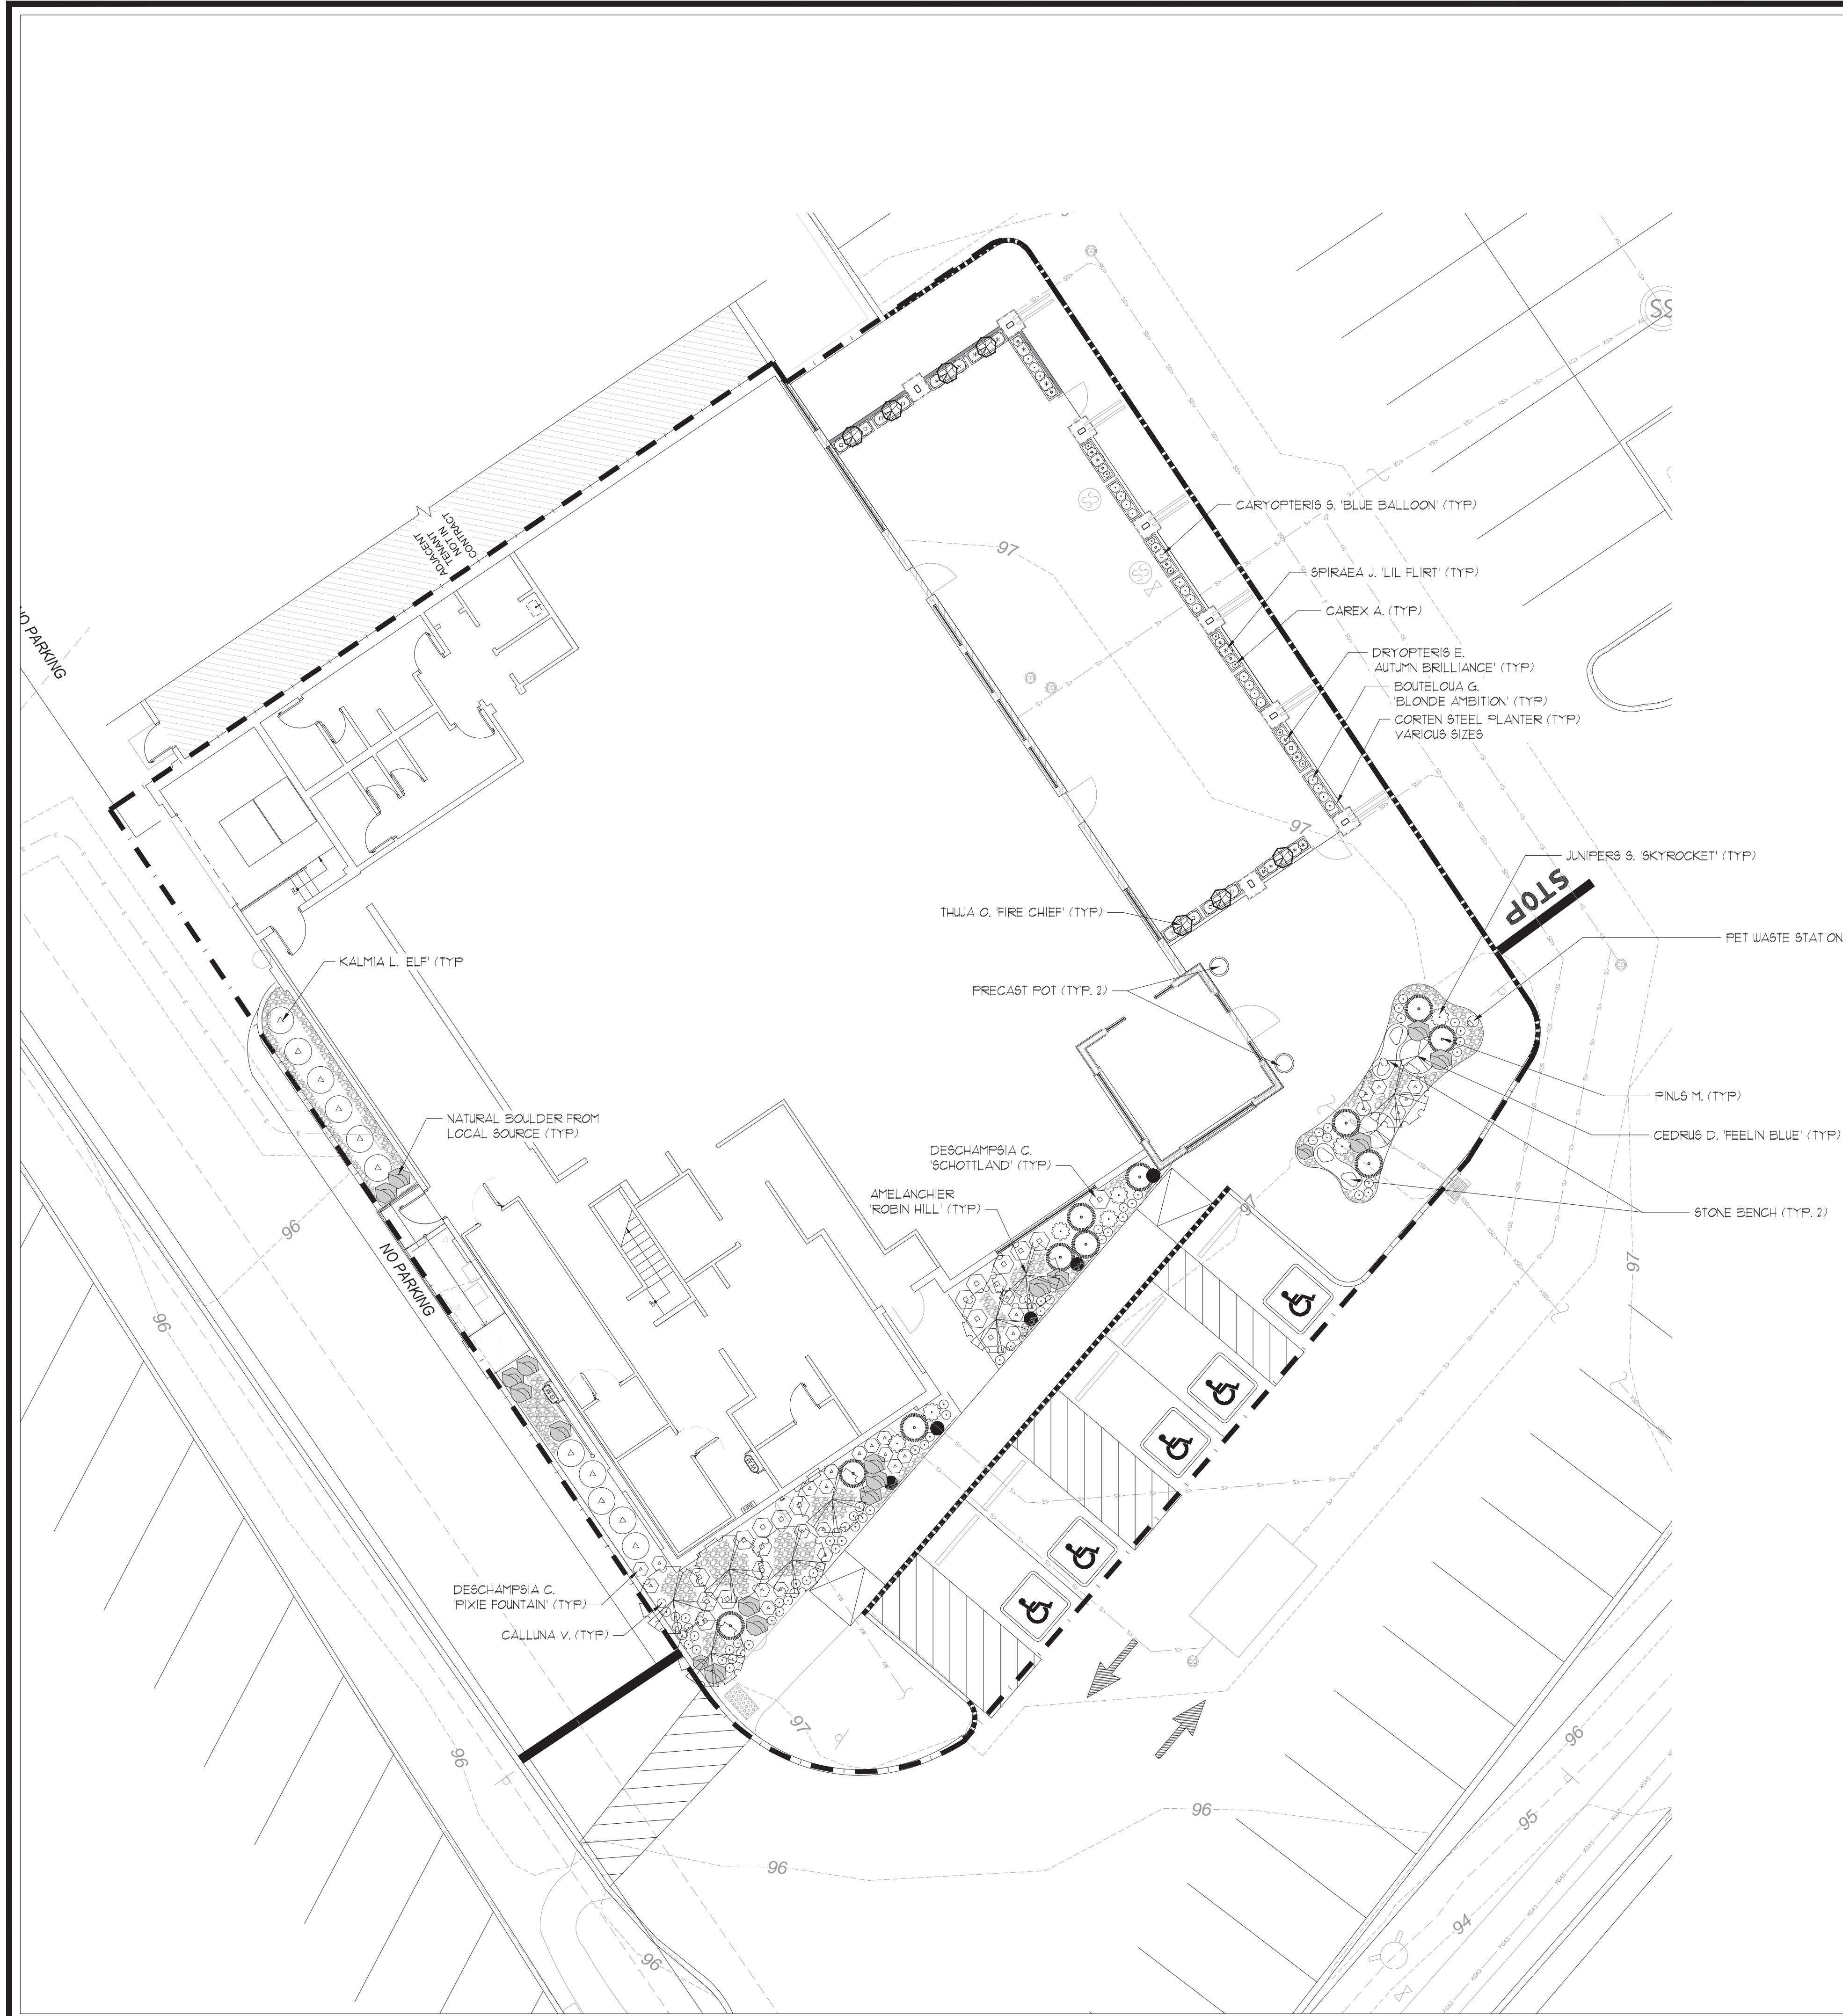 SS
CARYOPTERIS S. 'BLUE BALLOON' (TYP)
97
SPIRAEA J. 'LIL FLIRT' (TYP)
CAREX A. (TYP)
ADJACENT
TENANT
NOT IN
CONTRACT
NO PARKING
DRYOPTERIS E.
'AUTUMN BRILLIANCE' (TYP)
BOUTELOUA G.
'BLONDE AMBITION' (TYP)
CORTEN STEEL PLANTER (TYP)
VARIOUS SIZES
97
JUNIPERS S. 'SKYROCKET' (TYP)
STOP
THUJA O. 'FIRE CHIEF' (TYP)
PET WASTE STATION
KALMIA L. 'ELF' (TYP
PRECAST POT (TYP. 2)
PINUS M. (TYP)
NATURAL BOULDER FROM
LOCAL SOURCE (TYP)
CEDRUS D. 'FEELIN BLUE' (TYP)
DESCHAMPSIA C.
'SCHOTTLAND' (TYP)
AMELANCHIER
'ROBIN HILL' (TYP)
STONE BENCH (TYP. 2)
97
96
97
NO PARKING
96
DESCHAMPSIA C.
'PIXIE FOUNTAIN' (TYP)
CALLUNA V. (TYP)
97
96
96
95
96
96
94
96